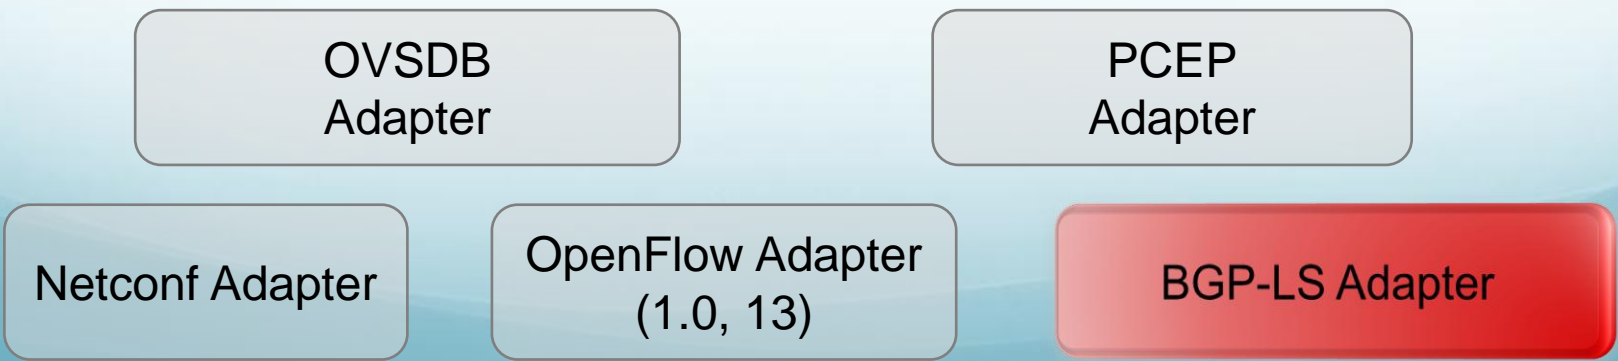 OVSDB
Adapter
PCEP
Adapter
Netconf Adapter
OpenFlow Adapter
(1.0, 13)
BGP-LS Adapter